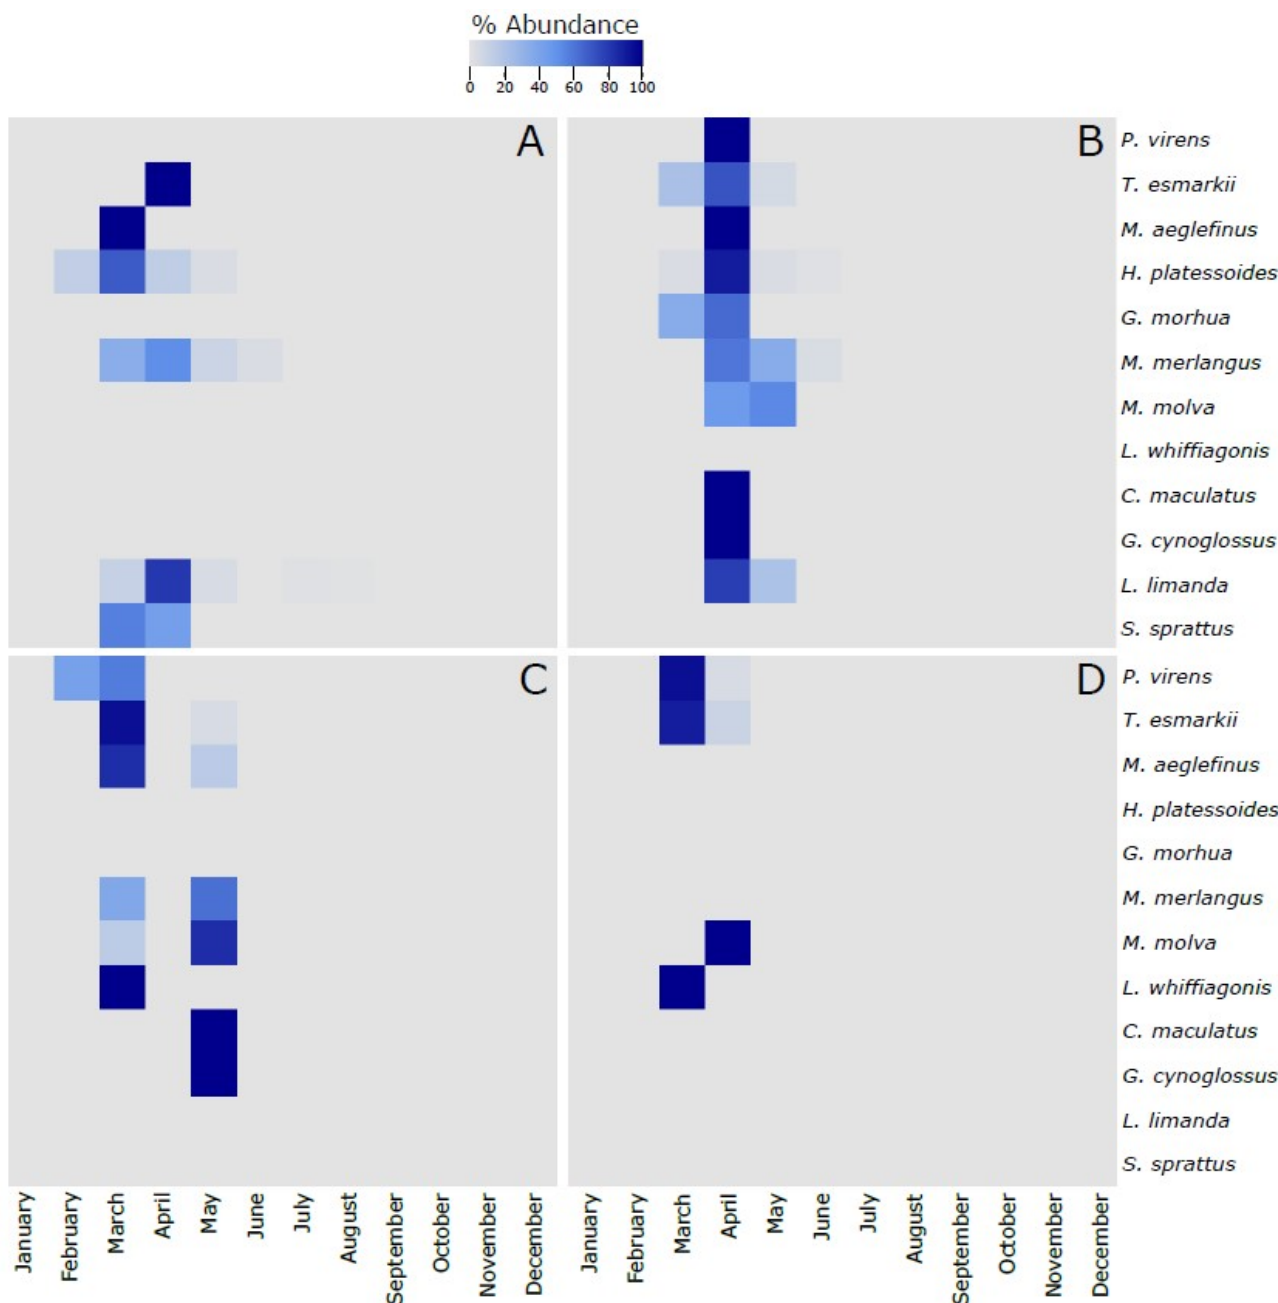 % Abundance
0 20 40 60 80 100
A
B
P. virens
T. esmarkii
M. aeglefinus
H. platessoides
G. morhua
M. merlangus
M. molva
L. whiffiagonis
C. maculatus
G. cynoglossus
L. limanda
S. sprattus
C
D
P. virens
T. esmarkii
M. aeglefinus
H. platessoides
G. morhua
M. merlangus
M. molva
L. whiffiagonis
C. maculatus
G. cynoglossus
L. limanda
S. sprattus
January
February
March
April
May
June
July
August
September
October
November
December
January
February
March
April
May
June
July
August
September
October
November
December